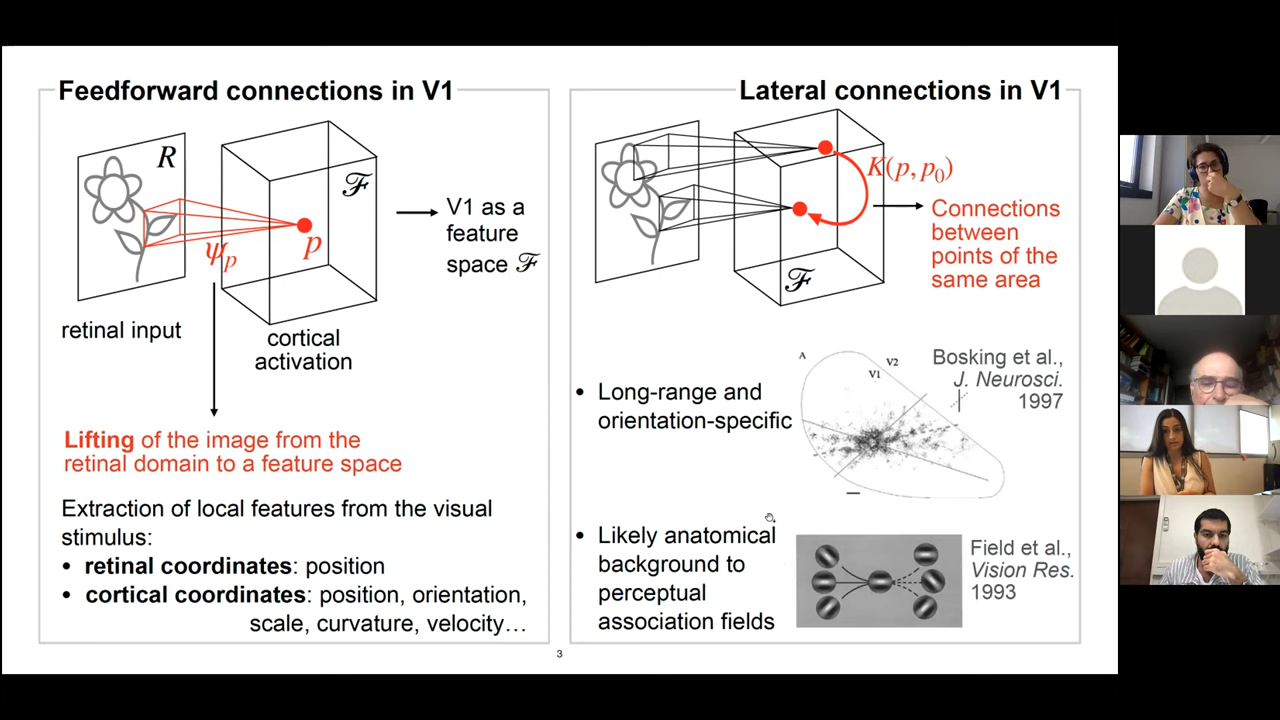 Feedforward connections in V1
R
ℱ
ψp
p
retinal input
cortical
activation
V1 as a
feature
space ℱ
Lifting of the image from the
retinal domain to a feature space
Extraction of local features from the visual
stimulus:
• retinal coordinates: position
• cortical coordinates: position, orientation,
scale, curvature, velocity…
Lateral connections in V1
K(p, p0)
ℱ
Connections
between
points of the
same area
• Long-range and
orientation-specific
A
V1
V2
Bosking et al.,
J. Neurosci.
1997
• Likely anatomical
background to
perceptual
association fields
Field et al.,
Vision Res.
1993
3